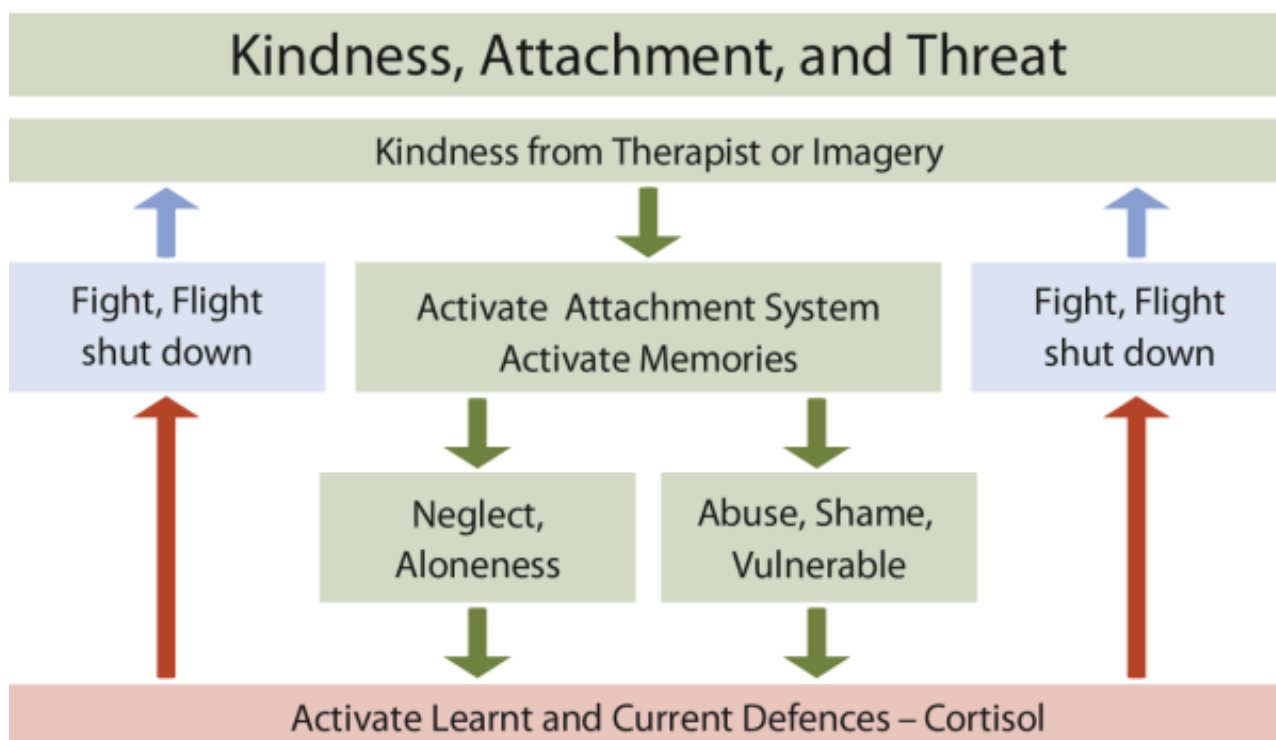 Kindness, Attachment, and Threat
Kindness from Therapist or Imagery
Fight, Flight
shut down
Activate Attachment System
Activate Memories
Fight, Flight
shut down
Neglect,
Aloneness
Abuse, Shame,
Vulnerable
Activate Learnt and Current Defences – Cortisol